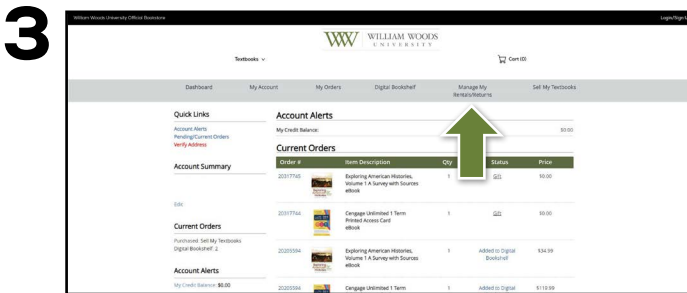 3
William Woods University Official Bookstore
Login/Sign
WWU WILLIAM WOODS
UNIVERSITY
Textbooks
Cart (0)
Dashboard My Account My Orders Digital Bookshelf Manage My Rentals/Returns Sell My Textbooks
Quick Links
Account Alerts
Pending/Current Orders
Verify Address
Account Summary
Edit
Current Orders
Purchased: Sell My Textbooks
Digital Bookshelf: 2
Account Alerts
My Credit Balance: $0.00
Account Alerts
My Credit Balance: $0.00
Current Orders
Order # Item Description Qty Status Price
20317745 Exploring American Histories, 1 Gift $0.00
Volume 1 A Survey with Sources
eBook
20317744 Cengage Unlimited 1 Term 1 Gift $0.00
Printed Access Card
eBook
20205594 Exploring American Histories, 1 Added to Digital $34.99
Volume 1 A Survey with Sources Bookshelf
eBook
20205594 Cengage Unlimited 1 Term 1 Added to Digital $119.99